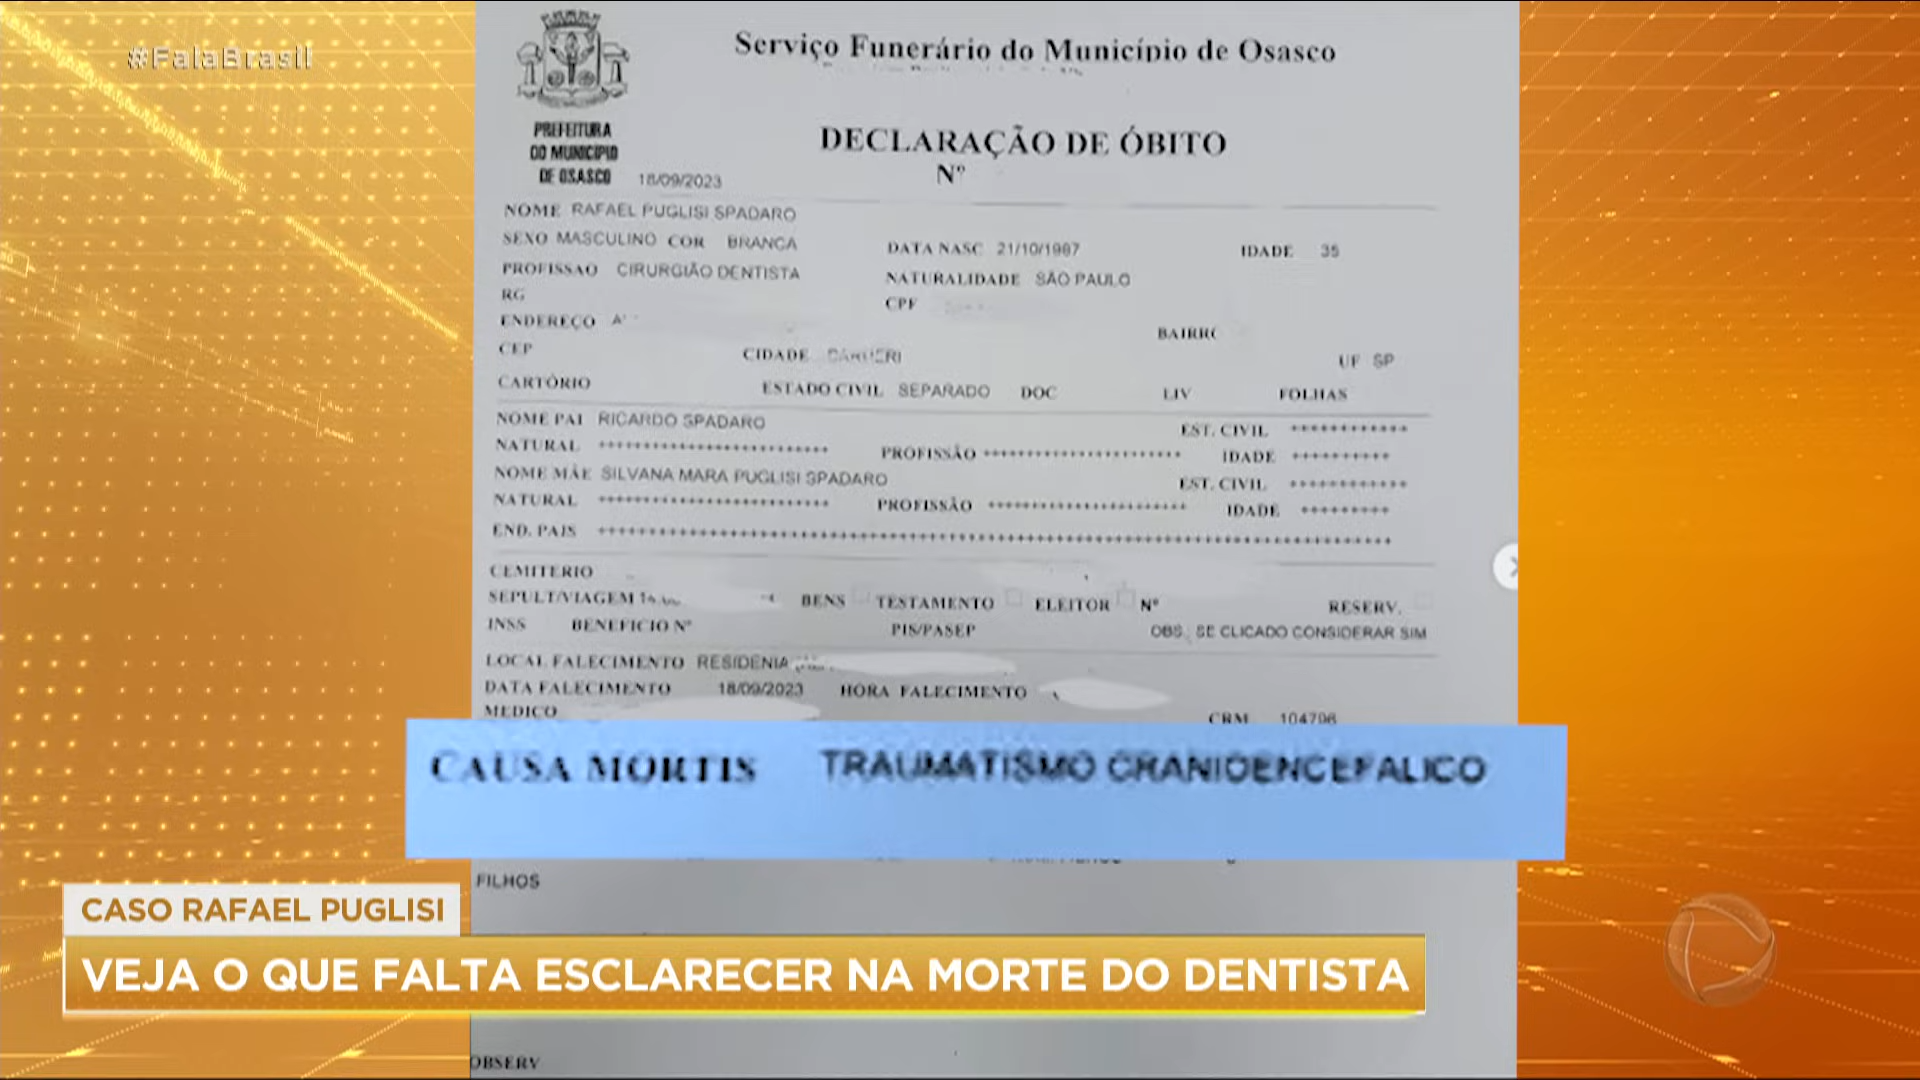 #FalaBrasil
Serviço Funerário do Município de Osasco
PREFEITURA
DO MUNICIPIO
DE OSASCO
18/09/2023
DECLARAÇÃO DE ÓBITO
Nº
NOME RAFAEL PUGLISI SPADARO
SEXO MASCULINO COR BRANCA DATA NASC 21/10/1987 IDADE 35
PROFISSAO CIRURGIÃO DENTISTA NATURALIDADE SÃO PAULO
RG CPF
ENDEREÇO BAIRRO
CEP CIDADE BARUERI UF SP
CARTÓRIO ESTADO CIVIL SEPARADO DOC LIV FOLHAS
NOME PAI RICARDO SPADARO EST. CIVIL ************
NATURAL *********************** PROFISSÃO ******************** IDADE **********
NOME MÃE SILVANA MARA PUGLISI SPADARO EST. CIVIL ************
NATURAL *********************** PROFISSÃO ******************** IDADE *********
END. PAIS ********************************************************************************
CEMITERIO
SEPULT/VIAGEM BENS TESTAMENTO ELEITOR Nº RESERV.
INSS BENEFICIO Nº PIS/PASEP OBS. SE CLICADO CONSIDERAR SIM
LOCAL FALECIMENTO RESIDENIA
DATA FALECIMENTO 18/09/2023 HORA FALECIMENTO
MEDICO CRM 104796
CAUSA MORTIS TRAUMATISMO CRANIOENCEFALICO
FILHOS
CASO RAFAEL PUGLISI
VEJA O QUE FALTA ESCLARECER NA MORTE DO DENTISTA
OBSERV